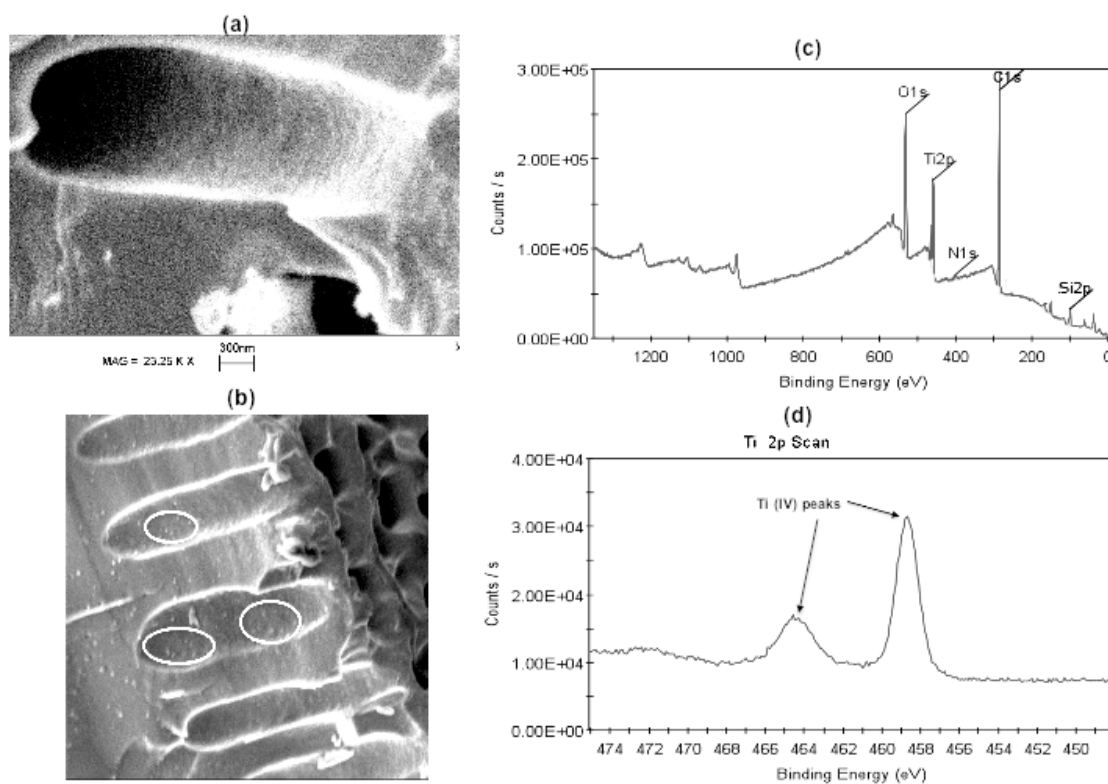 (a)
MAG = 23.25 K X
300nm
(b)
(c)
3.00E+05
2.00E+05
1.00E+05
0.00E+00
Counts / s
O1s
Ti2p
N1s
C1s
Si2p
1200
1000
800
600
400
200
0
Binding Energy (eV)
(d)
Ti 2p Scan
4.00E+04
3.00E+04
2.00E+04
1.00E+04
0.00E+00
Counts / s
Ti (IV) peaks
474
472
470
468
466
464
462
460
458
456
454
452
450
Binding Energy (eV)